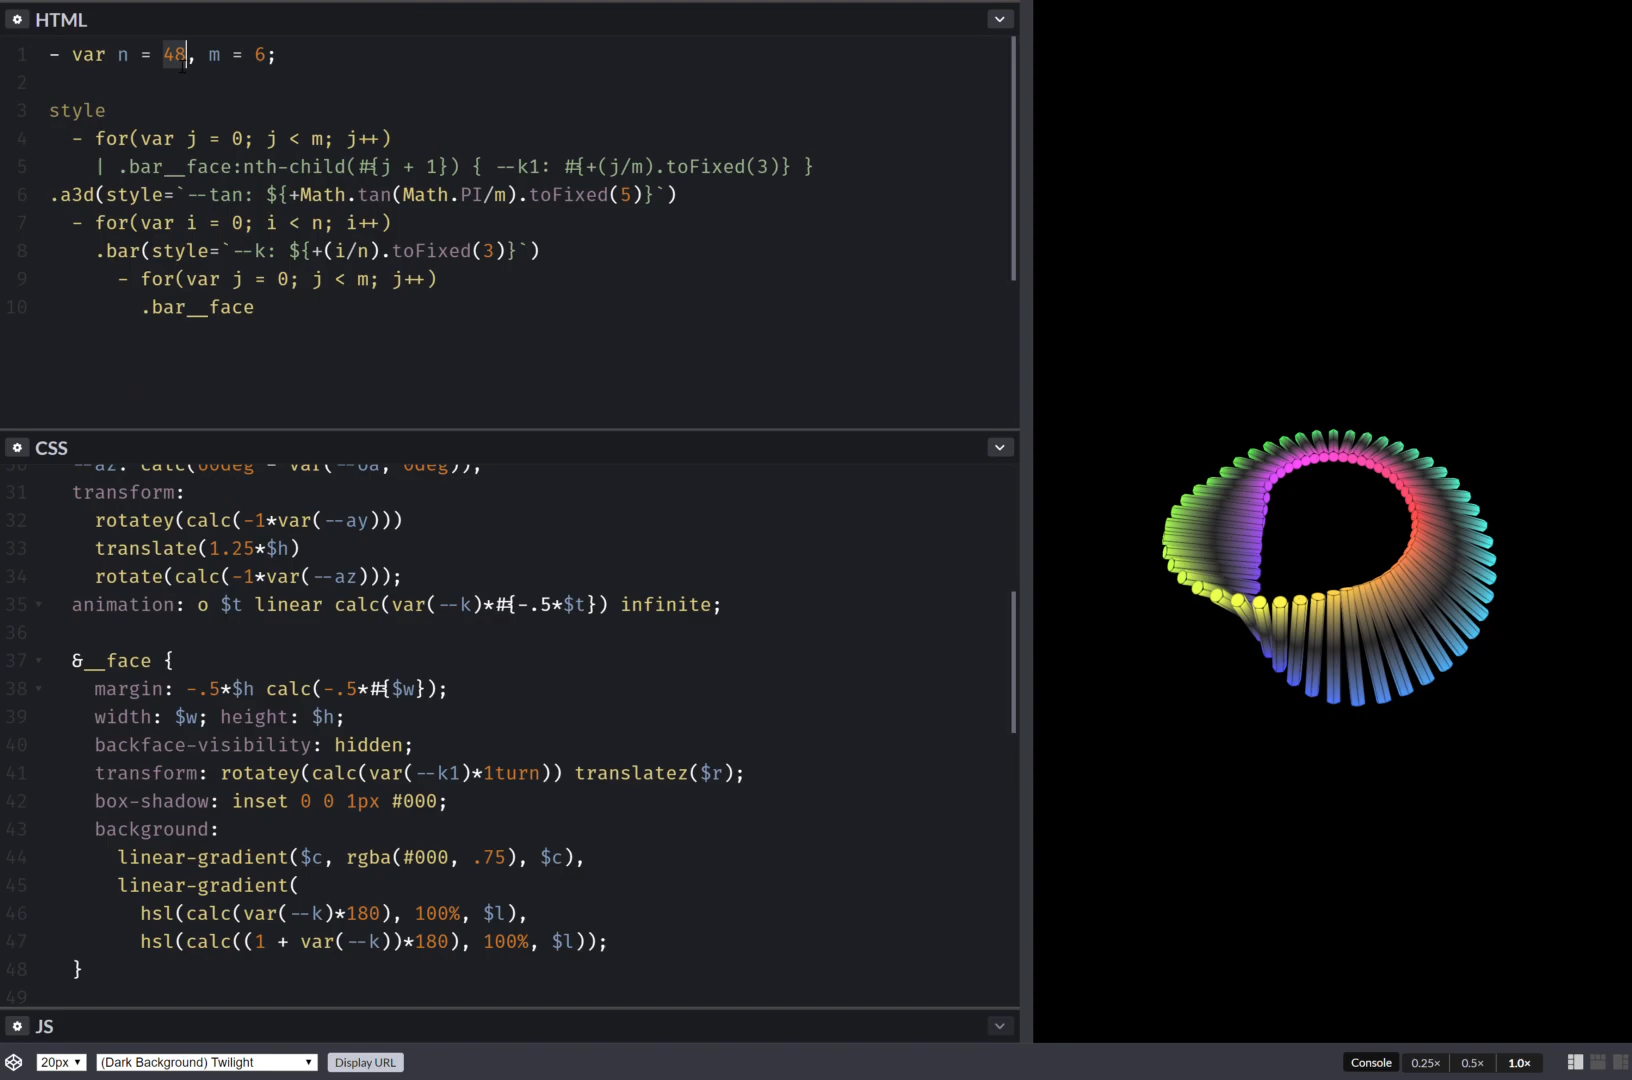 HTML
1 - var n = 48, m = 6;
2
3 style
4 - for(var j = 0; j < m; j++)
5 | .bar__face:nth-child(#{j + 1}) { --k1: #{+(j/m).toFixed(3)} }
6 .a3d(style=`--tan: ${+Math.tan(Math.PI/m).toFixed(5)}`)
7 - for(var i = 0; i < n; i++)
8 .bar(style=`--k: ${+(i/n).toFixed(3)}`)
9 - for(var j = 0; j < m; j++)
10 .bar__face
CSS
31 transform:
32 rotatey(calc(-1*var(--ay)))
33 translate(1.25*$h)
34 rotate(calc(-1*var(--az)));
35 animation: o $t linear calc(var(--k)*#{-.5*$t}) infinite;
36
37 &__face {
38 margin: -.5*$h calc(-.5*#{$w});
39 width: $w; height: $h;
40 backface-visibility: hidden;
41 transform: rotatey(calc(var(--k1)*1turn)) translatez($r);
42 box-shadow: inset 0 0 1px #000;
43 background:
44 linear-gradient($c, rgba(#000, .75), $c),
45 linear-gradient(
46 hsl(calc(var(--k)*180), 100%, $l),
47 hsl(calc((1 + var(--k))*180), 100%, $l));
48 }
49
JS
20px (Dark Background) Twilight Display URL Console 0.25× 0.5× 1.0×